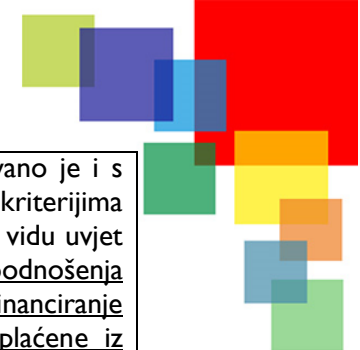 vano je i s
kriterijima
vidu uvjet
podnošenja
financiranje
plaćene iz